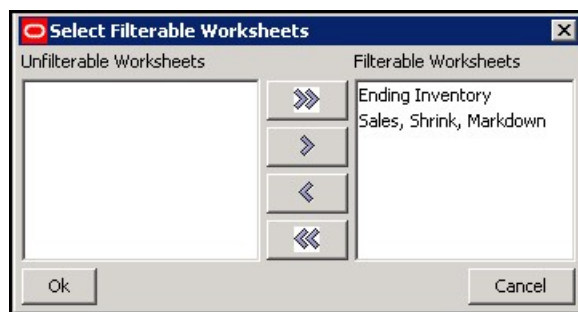 Select Filterable Worksheets
Unfilterable Worksheets
Filterable Worksheets
Ending Inventory
Sales, Shrink, Markdown
Ok
Cancel